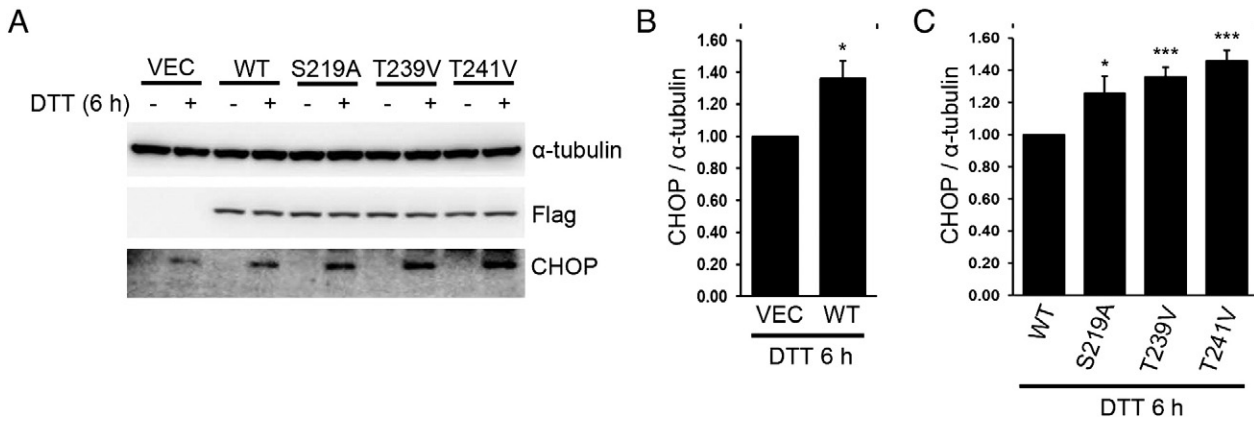 A
VEC WT S219A T239V T241V
DTT (6 h) - + - + - + - + - +
α-tubulin
Flag
CHOP
B
CHOP / α-tubulin
1.60
1.40
1.20
1.00
0.80
0.60
0.40
0.20
0.00
*
VEC WT
DTT 6 h
C
CHOP / α-tubulin
1.60
1.40
1.20
1.00
0.80
0.60
0.40
0.20
0.00
* *** ***
WT S219A T239V T241V
DTT 6 h